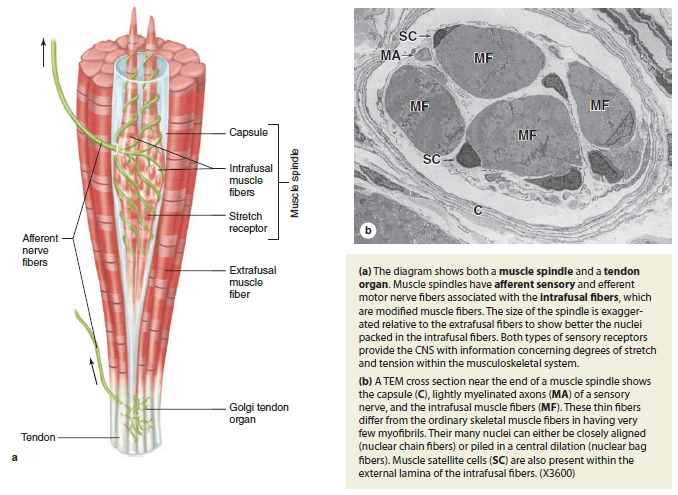 Capsule
Intrafusal
muscle
fibers
Muscle spindle
Stretch
receptor
Afferent
nerve
fibers
Extrafusal
muscle
fiber
Golgi tendon
organ
Tendon
a
SC
MA
MF
MF
MF
MF
SC
C
b
(a) The diagram shows both a muscle spindle and a tendon
organ. Muscle spindles have afferent sensory and efferent
motor nerve fibers associated with the intrafusal fibers, which
are modified muscle fibers. The size of the spindle is exagger-
ated relative to the extrafusal fibers to show better the nuclei
packed in the intrafusal fibers. Both types of sensory receptors
provide the CNS with information concerning degrees of stretch
and tension within the musculoskeletal system.
(b) A TEM cross section near the end of a muscle spindle shows
the capsule (C), lightly myelinated axons (MA) of a sensory
nerve, and the intrafusal muscle fibers (MF). These thin fibers
differ from the ordinary skeletal muscle fibers in having very
few myofibrils. Their many nuclei can either be closely aligned
(nuclear chain fibers) or piled in a central dilation (nuclear bag
fibers). Muscle satellite cells (SC) are also present within the
external lamina of the intrafusal fibers. (X3600)